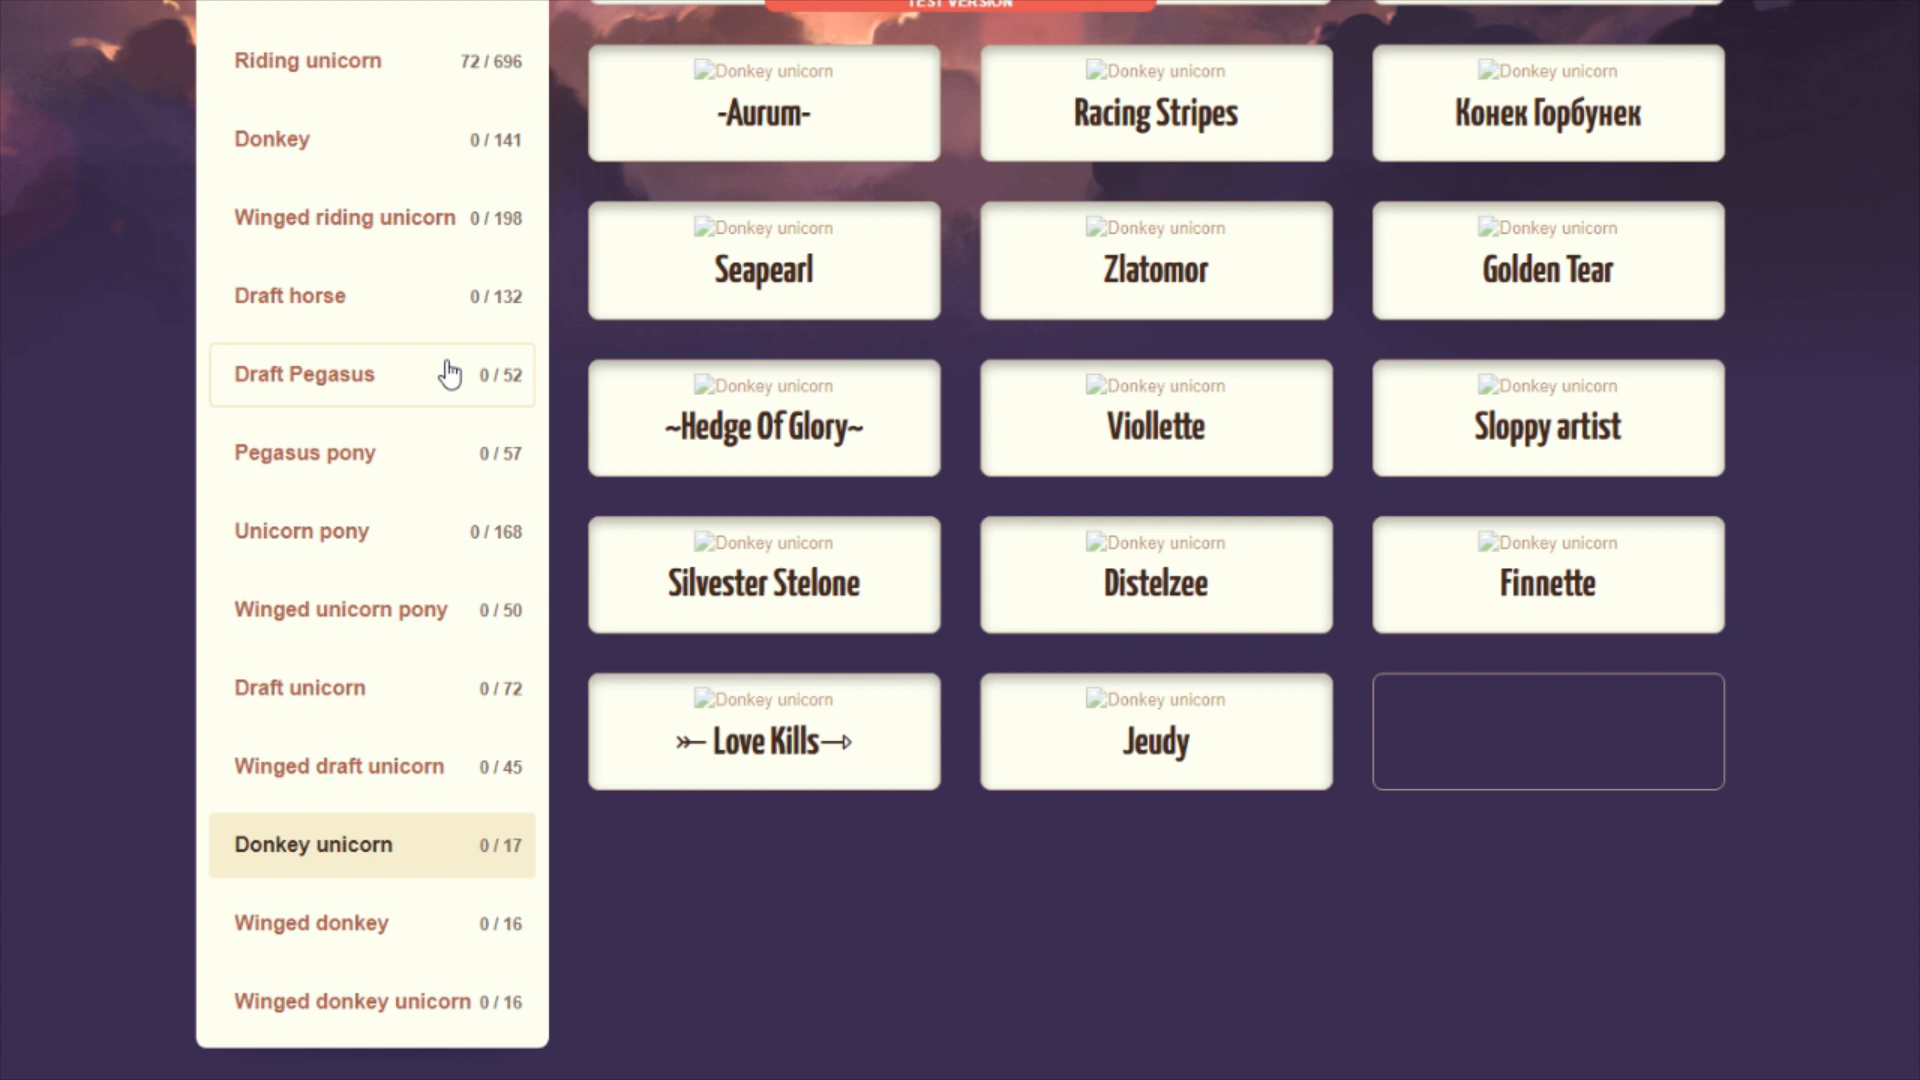 TEST VERSION
Riding unicorn 72 / 696
Donkey 0 / 141
Winged riding unicorn 0 / 198
Draft horse 0 / 132
Draft Pegasus 0 / 52
Pegasus pony 0 / 57
Unicorn pony 0 / 168
Winged unicorn pony 0 / 50
Draft unicorn 0 / 72
Winged draft unicorn 0 / 45
Donkey unicorn 0 / 17
Winged donkey 0 / 16
Winged donkey unicorn 0 / 16
Donkey unicorn
-Aurum-
Donkey unicorn
Racing Stripes
Donkey unicorn
Конек Горбунек
Donkey unicorn
Seapearl
Donkey unicorn
Zlatomor
Donkey unicorn
Golden Tear
Donkey unicorn
~Hedge Of Glory~
Donkey unicorn
Viollette
Donkey unicorn
Sloppy artist
Donkey unicorn
Silvester Stelone
Donkey unicorn
Distelzee
Donkey unicorn
Finnette
Donkey unicorn
➳ Love Kills ➳
Donkey unicorn
Jeudy